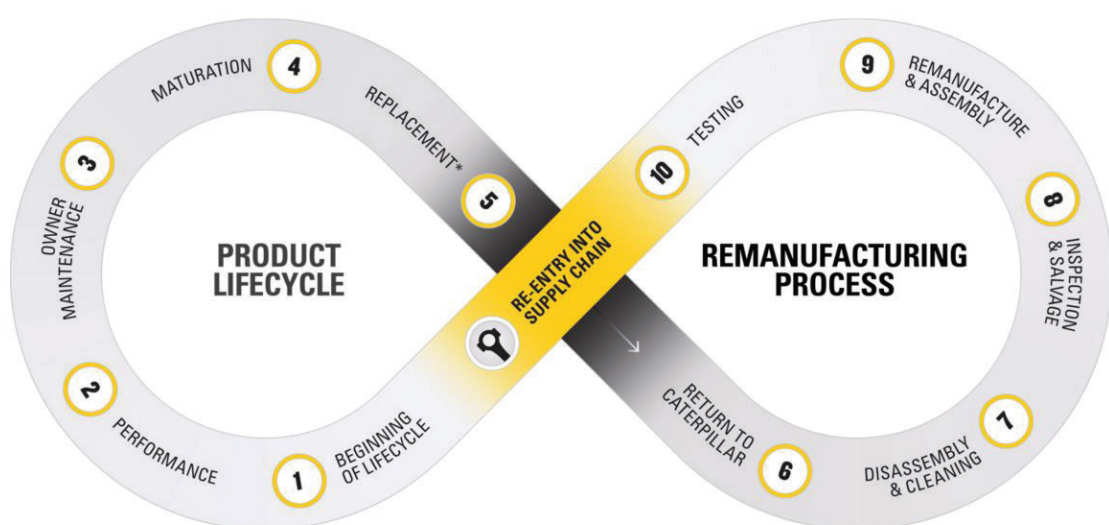 PRODUCT
LIFECYCLE
1
BEGINNING
OF LIFECYCLE
2
PERFORMANCE
3
OWNER
MAINTENANCE
4
MATURATION
5
REPLACEMENT*
REMANUFACTURING
PROCESS
6
RETURN TO
CATERPILLAR
7
DISASSEMBLY
& CLEANING
8
INSPECTION
& SALVAGE
9
REMANUFACTURE
& ASSEMBLY
10
TESTING
RE-ENTRY INTO
SUPPLY CHAIN